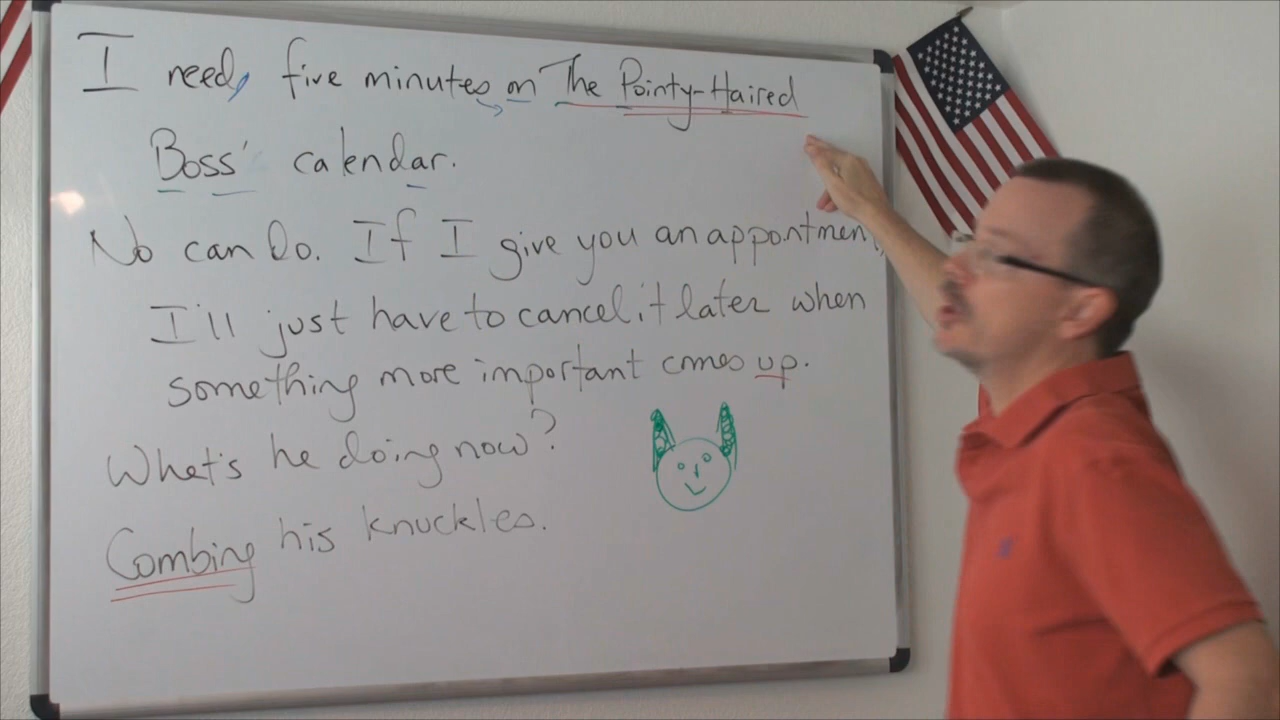 I need, five minutes on The Pointy-Haired
Boss' calendar.
No can Do. If I give you an appointment,
I'll just have to cancel it later when
something more important comes up.
What's he doing now?
Combing his knuckles.